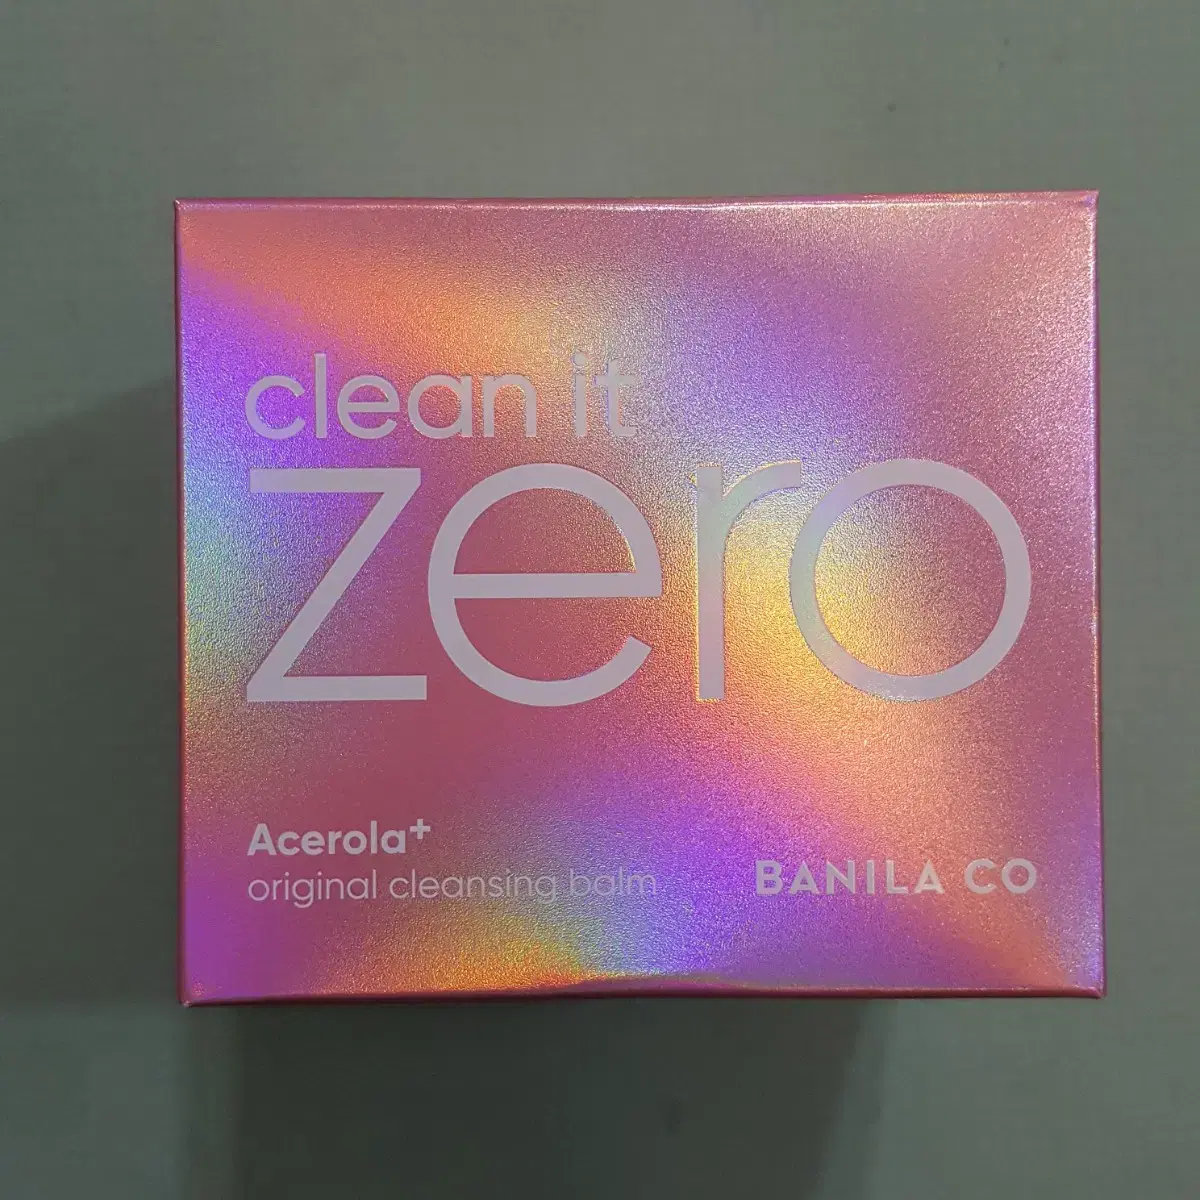 clean it
zero
Acerola⁺
original cleansing balm
BANILA CO